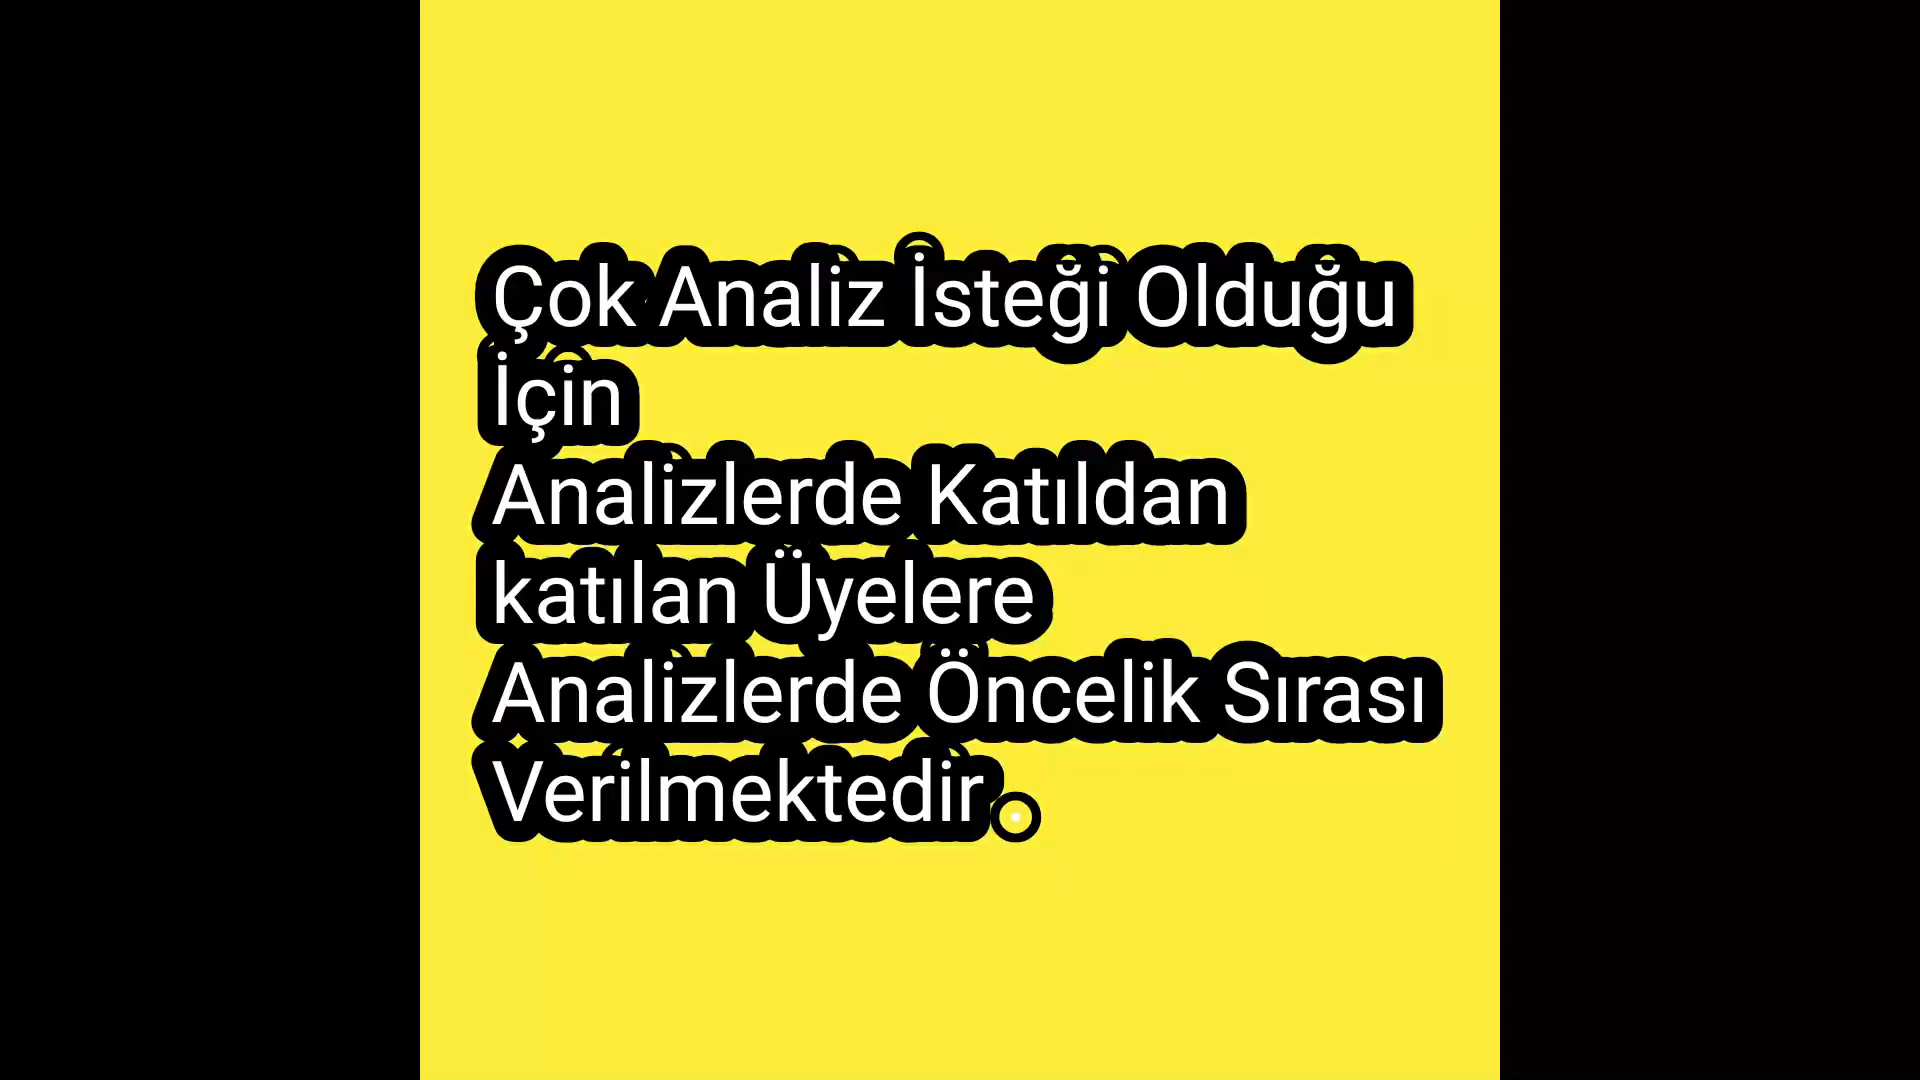 Çok Analiz İsteği Olduğu
İçin
Analizlerde Katıldan
katılan Üyelere
Analizlerde Öncelik Sırası
Verilmektedir.